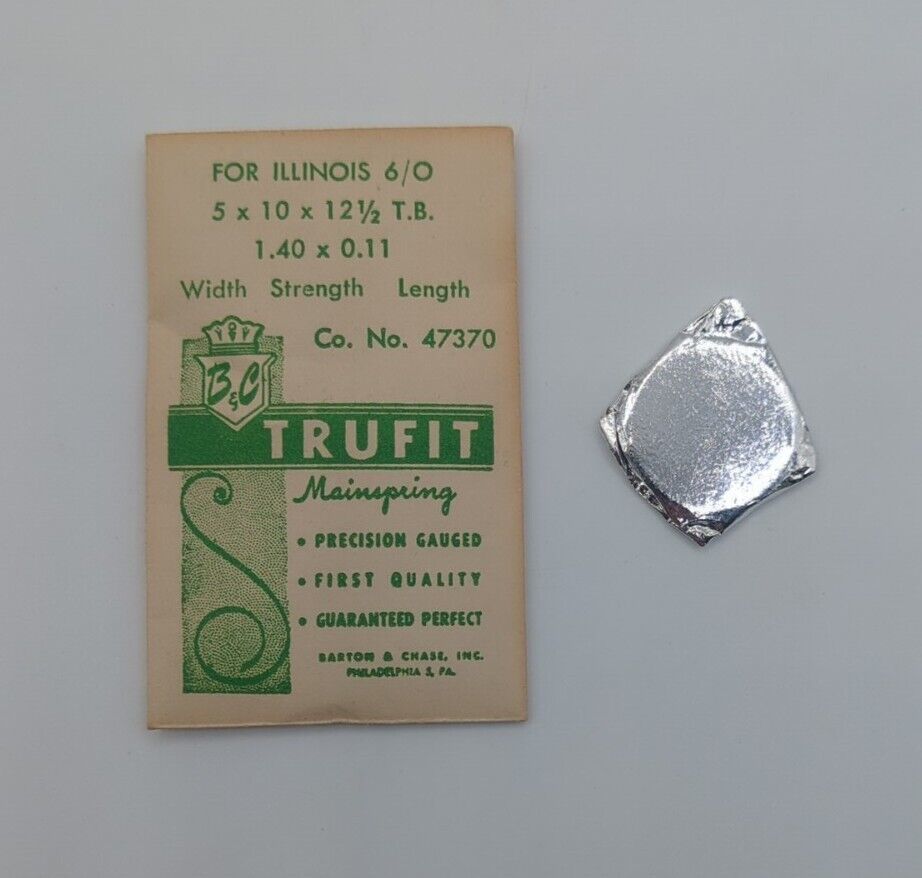 FOR ILLINOIS 6/O
5 x 10 x 12½ T.B.
1.40 x 0.11
Width Strength Length
Co. No. 47370
B & C
TRUFIT
Mainspring
• PRECISION GAUGED
• FIRST QUALITY
• GUARANTEED PERFECT
BARTON & CHASE, INC.
PHILADELPHIA 5, PA.